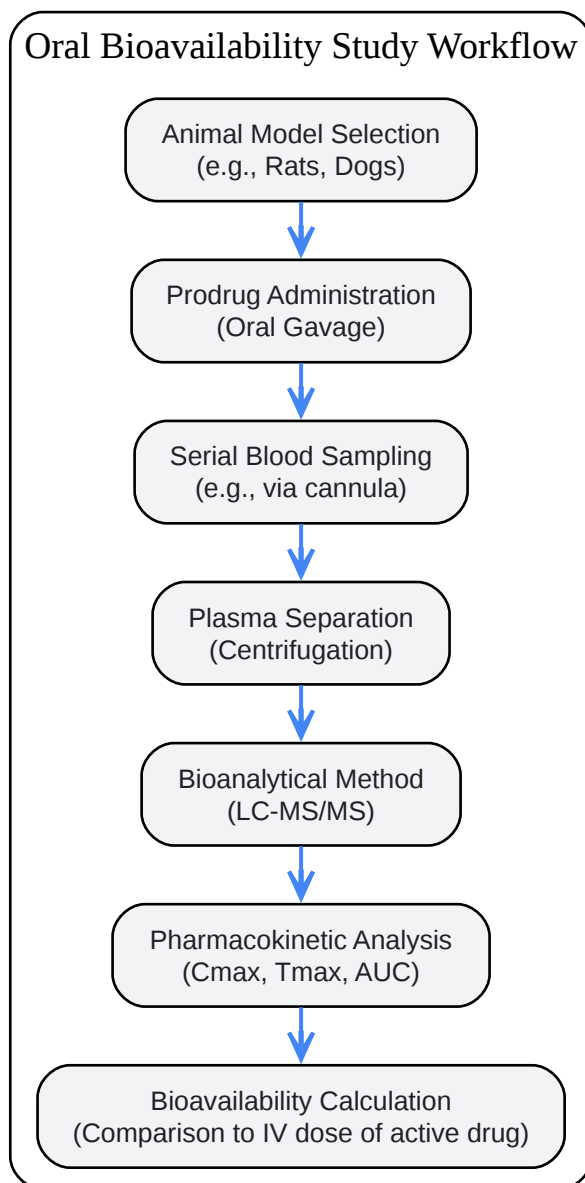 Oral Bioavailability Study Workflow
Animal Model Selection
(e.g., Rats, Dogs)
Prodrug Administration
(Oral Gavage)
Serial Blood Sampling
(e.g., via cannula)
Plasma Separation
(Centrifugation)
Bioanalytical Method
(LC-MS/MS)
Pharmacokinetic Analysis
(Cmax, Tmax, AUC)
Bioavailability Calculation
(Comparison to IV dose of active drug)